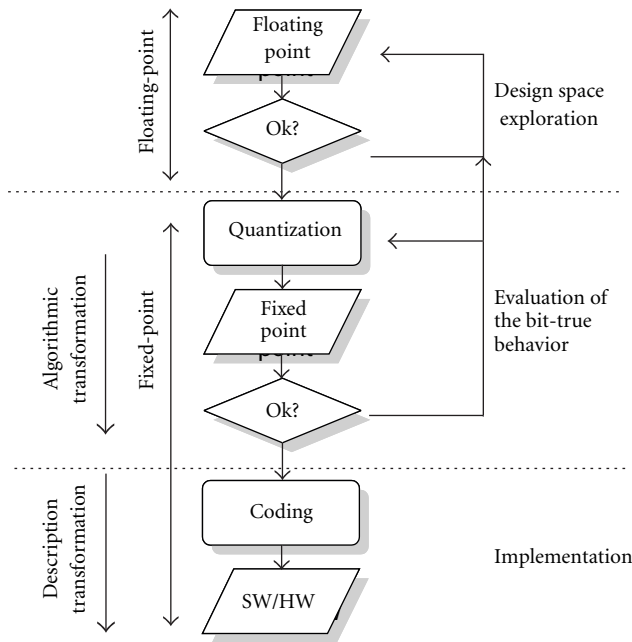 Floating
point
Ok?
Floating-point
Design space
exploration
Quantization
Fixed
point
Ok?
Algorithmic
transformation
Fixed-point
Evaluation of
the bit-true
behavior
Coding
SW/HW
Description
transformation
Implementation